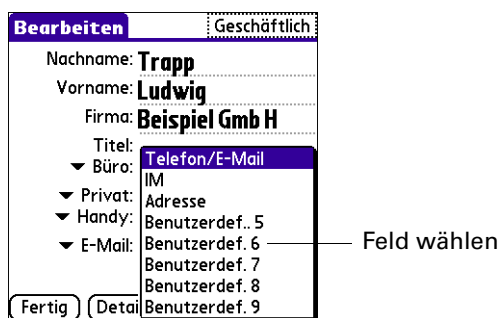 Bearbeiten Geschäftlich
Nachname: Trapp
Vorname: Ludwig
Firma: Beispiel Gmb H
Titel:
Büro:
Privat:
Handy:
E-Mail:
Telefon/E-Mail
IM
Adresse
Benutzerdef.. 5
Benutzerdef. 6
Benutzerdef. 7
Benutzerdef. 8
Benutzerdef. 9
Feld wählen
Fertig Detai